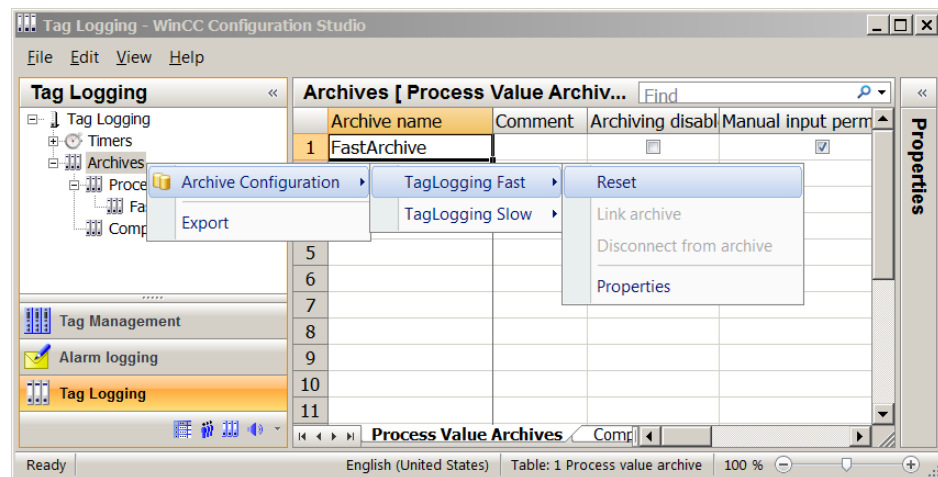 Tag Logging - WinCC Configuration Studio
File Edit View Help
Tag Logging «
Archives [ Process Value Archiv... Find
«
Properties
Tag Logging
Timers
Archives
Proce
Fa
Comp
Archive name Comment Archiving disabl Manual input perm
1 FastArchive
Archive Configuration
Export
TagLogging Fast
TagLogging Slow
Reset
Link archive
Disconnect from archive
Properties
5
6
7
8
9
10
11
Tag Management
Alarm logging
Tag Logging
Process Value Archives Comp
Ready English (United States) Table: 1 Process value archive 100 %